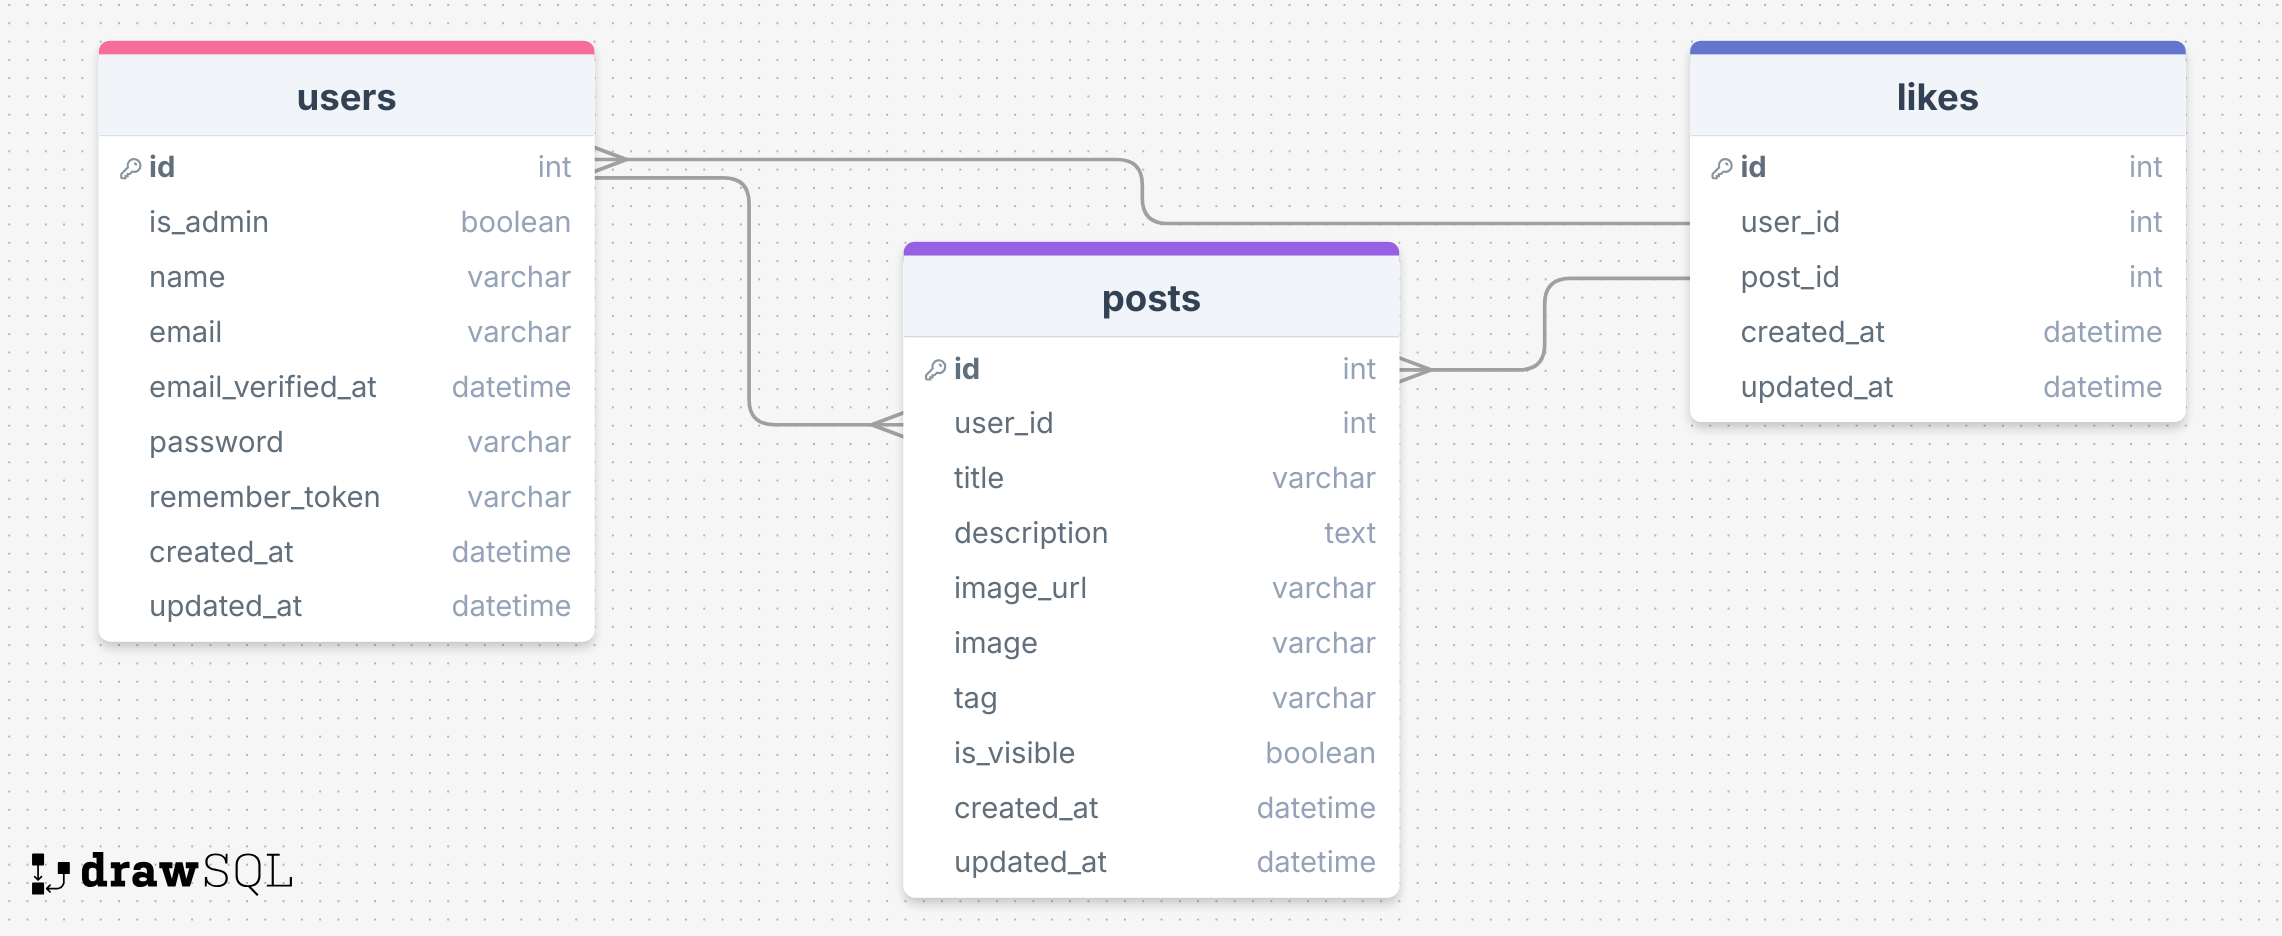 users
id int
is_admin boolean
name varchar
email varchar
email_verified_at datetime
password varchar
remember_token varchar
created_at datetime
updated_at datetime
posts
id int
user_id int
title varchar
description text
image_url varchar
image varchar
tag varchar
is_visible boolean
created_at datetime
updated_at datetime
likes
id int
user_id int
post_id int
created_at datetime
updated_at datetime
drawSQL